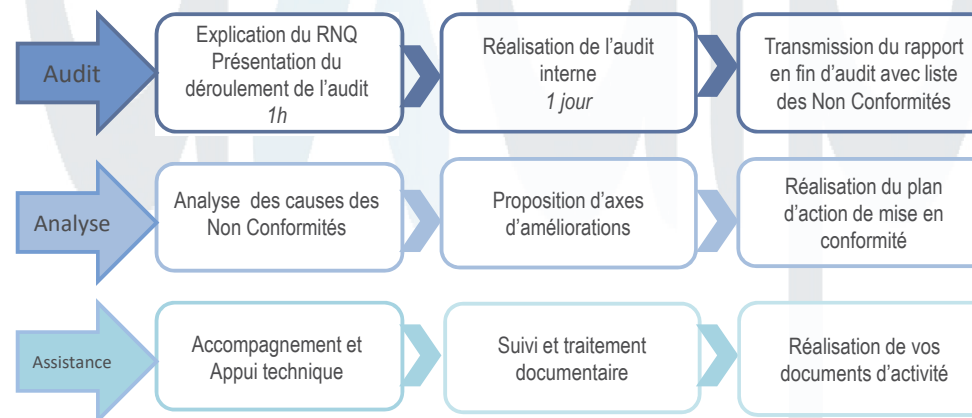 Audit
Explication du RNQ
Présentation du
déroulement de l'audit
1h
Réalisation de l'audit
interne
1 jour
Transmission du rapport
en fin d'audit avec liste
des Non Conformités
Analyse
Analyse des causes des
Non Conformités
Proposition d'axes
d'améliorations
Réalisation du plan
d'action de mise en
conformité
Assistance
Accompagnement et
Appui technique
Suivi et traitement
documentaire
Réalisation de vos
documents d'activité